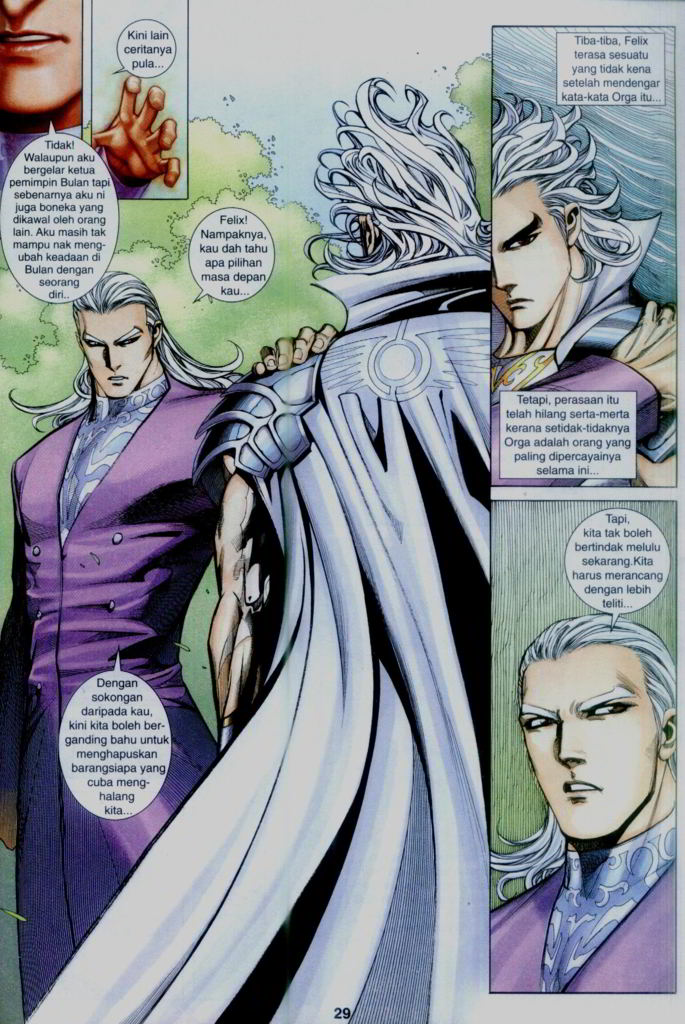 Tidak!
Walaupun aku
bergelar ketua
pemimpin Bulan tapi
sebenarnya aku ni
juga boneka yang
dikawal oleh orang
lain. Aku masih tak
mampu nak meng-
ubah keadaan di
Bulan dengan
seorang
diri..
Kini lain
ceritanya
pula...
Felix!
Nampaknya,
kau dah tahu
apa pilihan
masa depan
kau...
Dengan
sokongan
daripada kau,
kini kita boleh ber-
ganding bahu untuk
menghapuskan
barangsiapa yang
cuba meng-
halang
kita...
Tiba-tiba, Felix
terasa sesuatu
yang tidak kena
setelah mendengar
kata-kata Orga itu...
Tetapi, perasaan itu
telah hilang serta-merta
kerana setidak-tidaknya
Orga adalah orang yang
paling dipercayainya
selama ini...
Tapi,
kita tak boleh
bertindak melulu
sekarang.Kita
harus merancang
dengan lebih
teliti...
29